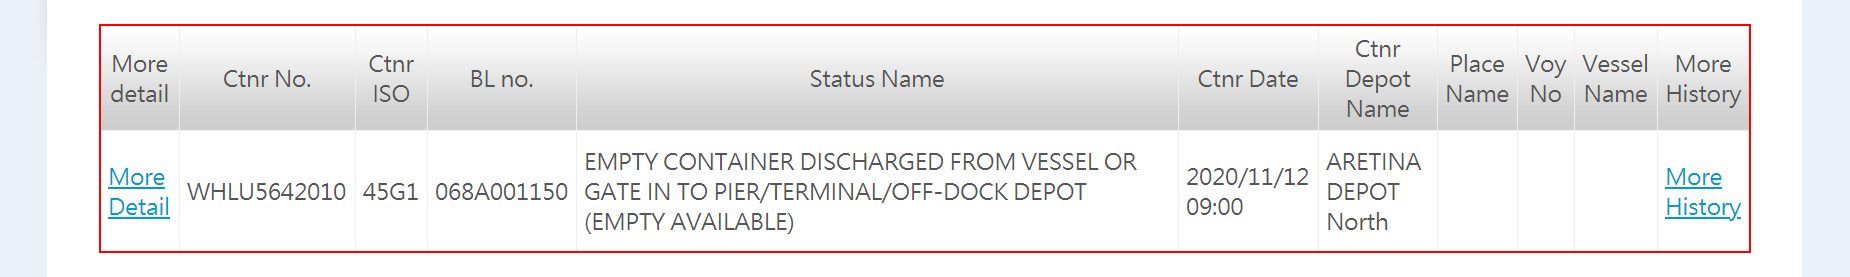 More detail Ctnr No. Ctnr ISO BL no. Status Name Ctnr Date Ctnr Depot Name Place Name Voy No Vessel Name More History
More Detail WHLU5642010 45G1 068A001150 EMPTY CONTAINER DISCHARGED FROM VESSEL OR GATE IN TO PIER/TERMINAL/OFF-DOCK DEPOT (EMPTY AVAILABLE) 2020/11/12 09:00 ARETINA DEPOT North More History